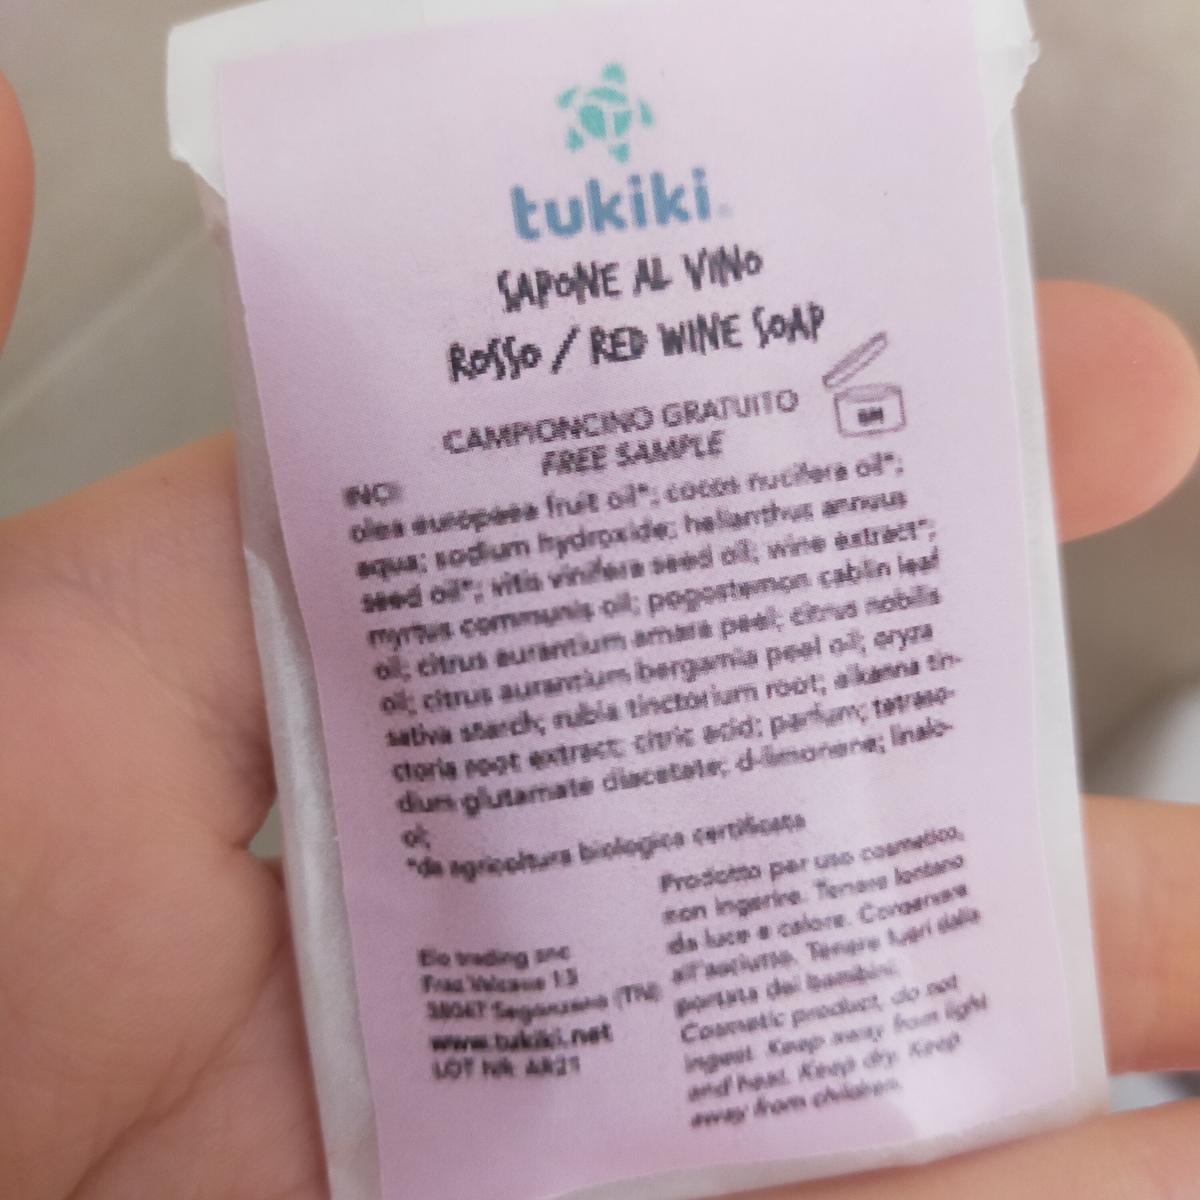 tukiki
SAPONE AL VINO
ROSSO / RED WINE SOAP
CAMPIONCINO GRATUITO
FREE SAMPLE
INCI
olea europaea fruit oil*; cocos nucifera oil*;
aqua; sodium hydroxide; helianthus annuus
seed oil*; vitis vinifera seed oil; wine extract*;
myrtus communis oil; pogostemon cablin leaf
oil; citrus aurantium amara peel; citrus nobilis
oil; citrus aurantium bergamia peel oil; oryza
sativa starch; rubia tinctorium root; alkanna tin-
ctoria root extract; citric acid; parfum; tetraso-
dium glutamate diacetate; d-limonene; linalo-
ol;
*da agricoltura biologica certificata
Prodotto per uso cosmetico,
non ingerire. Tenere lontano
da luce e calore. Conservare
all'asciutto. Tenere fuori dalla
portata dei bambini.
Cosmetic product, do not
ingest. Keep away from light
and heat. Keep dry. Keep
away from children.
trading snc
Fraz Valcava 13
38047 Segonzano (TN)
www.tukiki.net
LOT NR